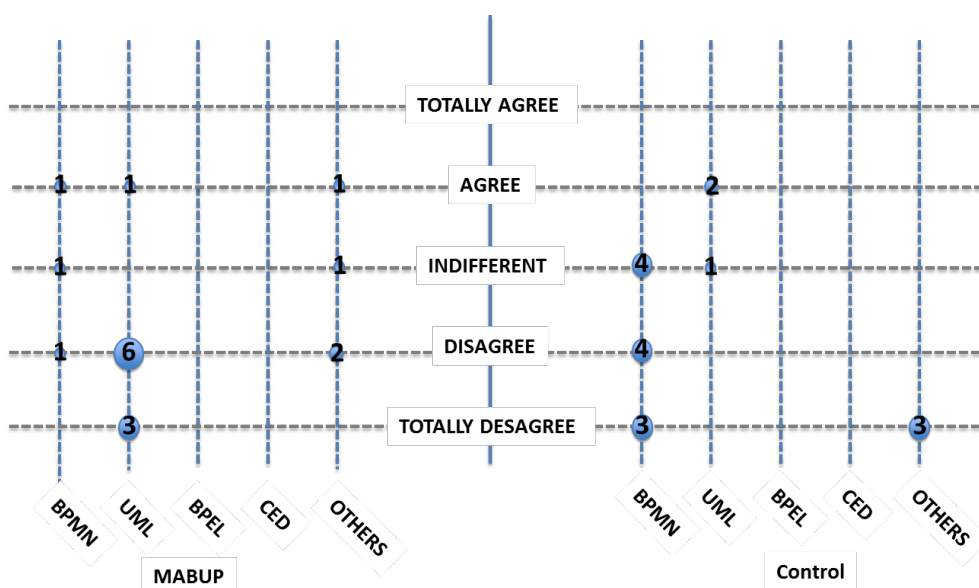 TOTALLY AGREE
1 1 1 AGREE 2
1 1 INDIFFERENT 4 1
1 6 2 DISAGREE 4
3 TOTALLY DESAGREE 3 3
BPMN UML BPEL CED OTHERS BPMN UML BPEL CED OTHERS
MABUP Control